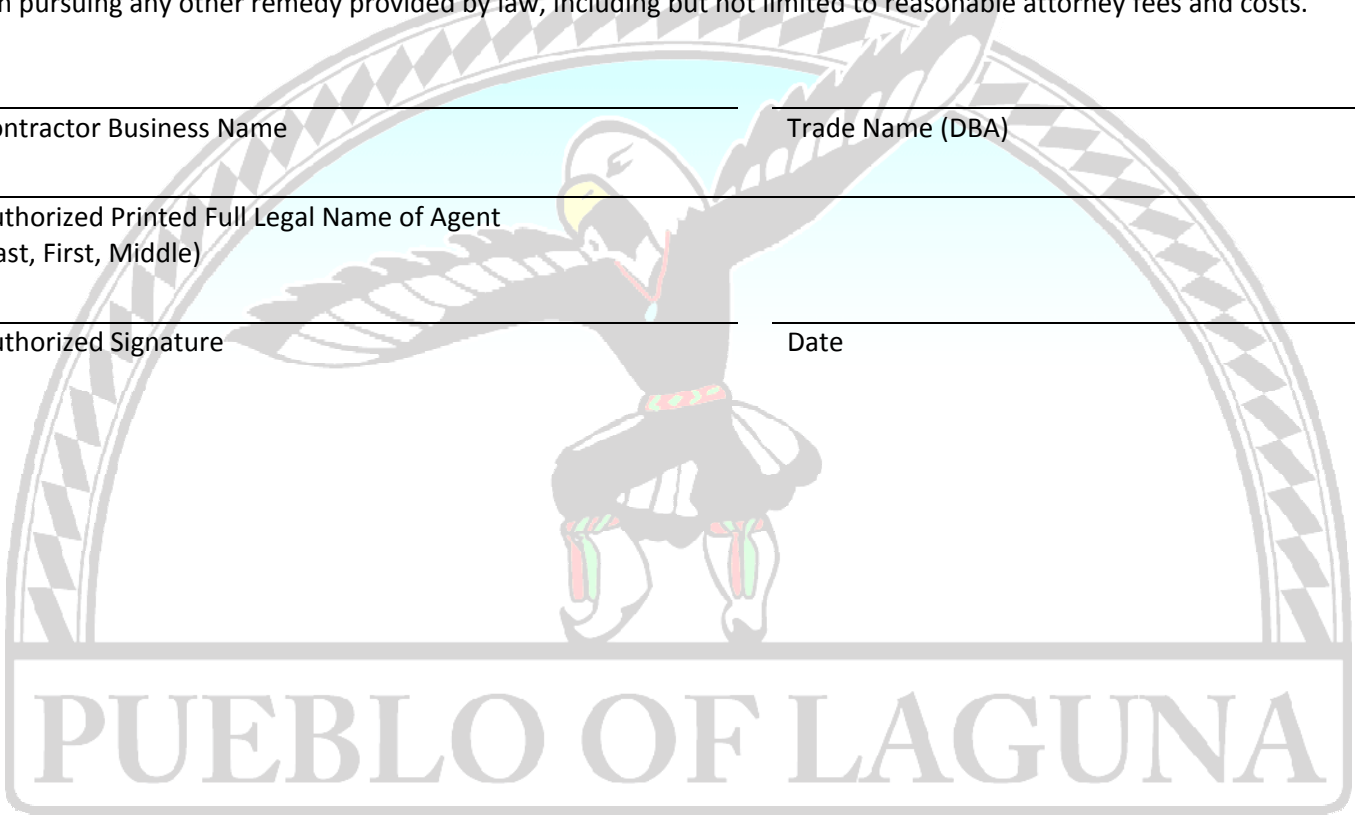 n pursuing any other remedy provided by law, including but not limited to reasonable attorney fees and costs.
ontractor Business Name Trade Name (DBA)
uthorized Printed Full Legal Name of Agent
ast, First, Middle)
uthorized Signature Date
PUEBLO OF LAGUNA